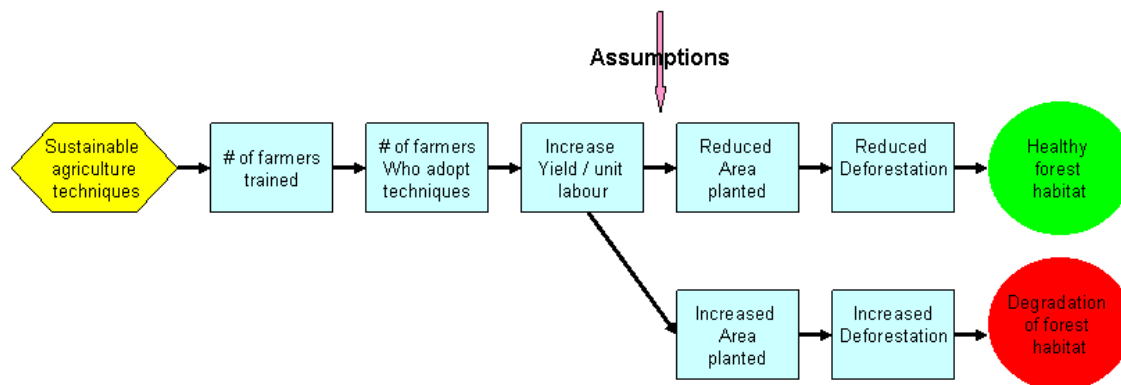 Assumptions
Sustainable
agriculture
techniques
# of farmers
trained
# of farmers
Who adopt
techniques
Increase
Yield / unit
labour
Reduced
Area
planted
Reduced
Deforestation
Healthy
forest
habitat
Increased
Area
planted
Increased
Deforestation
Degradation
of forest
habitat